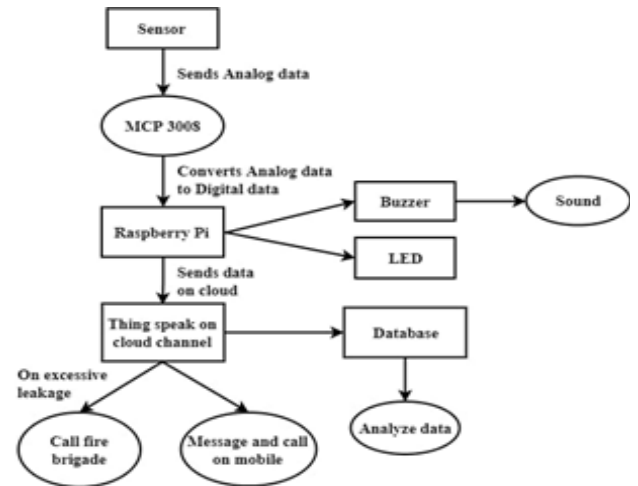 Sensor
Sends Analog data
MCP 3008
Converts Analog data
to Digital data
Buzzer
Sound
Raspberry Pi
LED
Sends data
on cloud
Thing speak on
cloud channel
Database
On excessive
leakage
Call fire
brigade
Message and call
on mobile
Analyze data